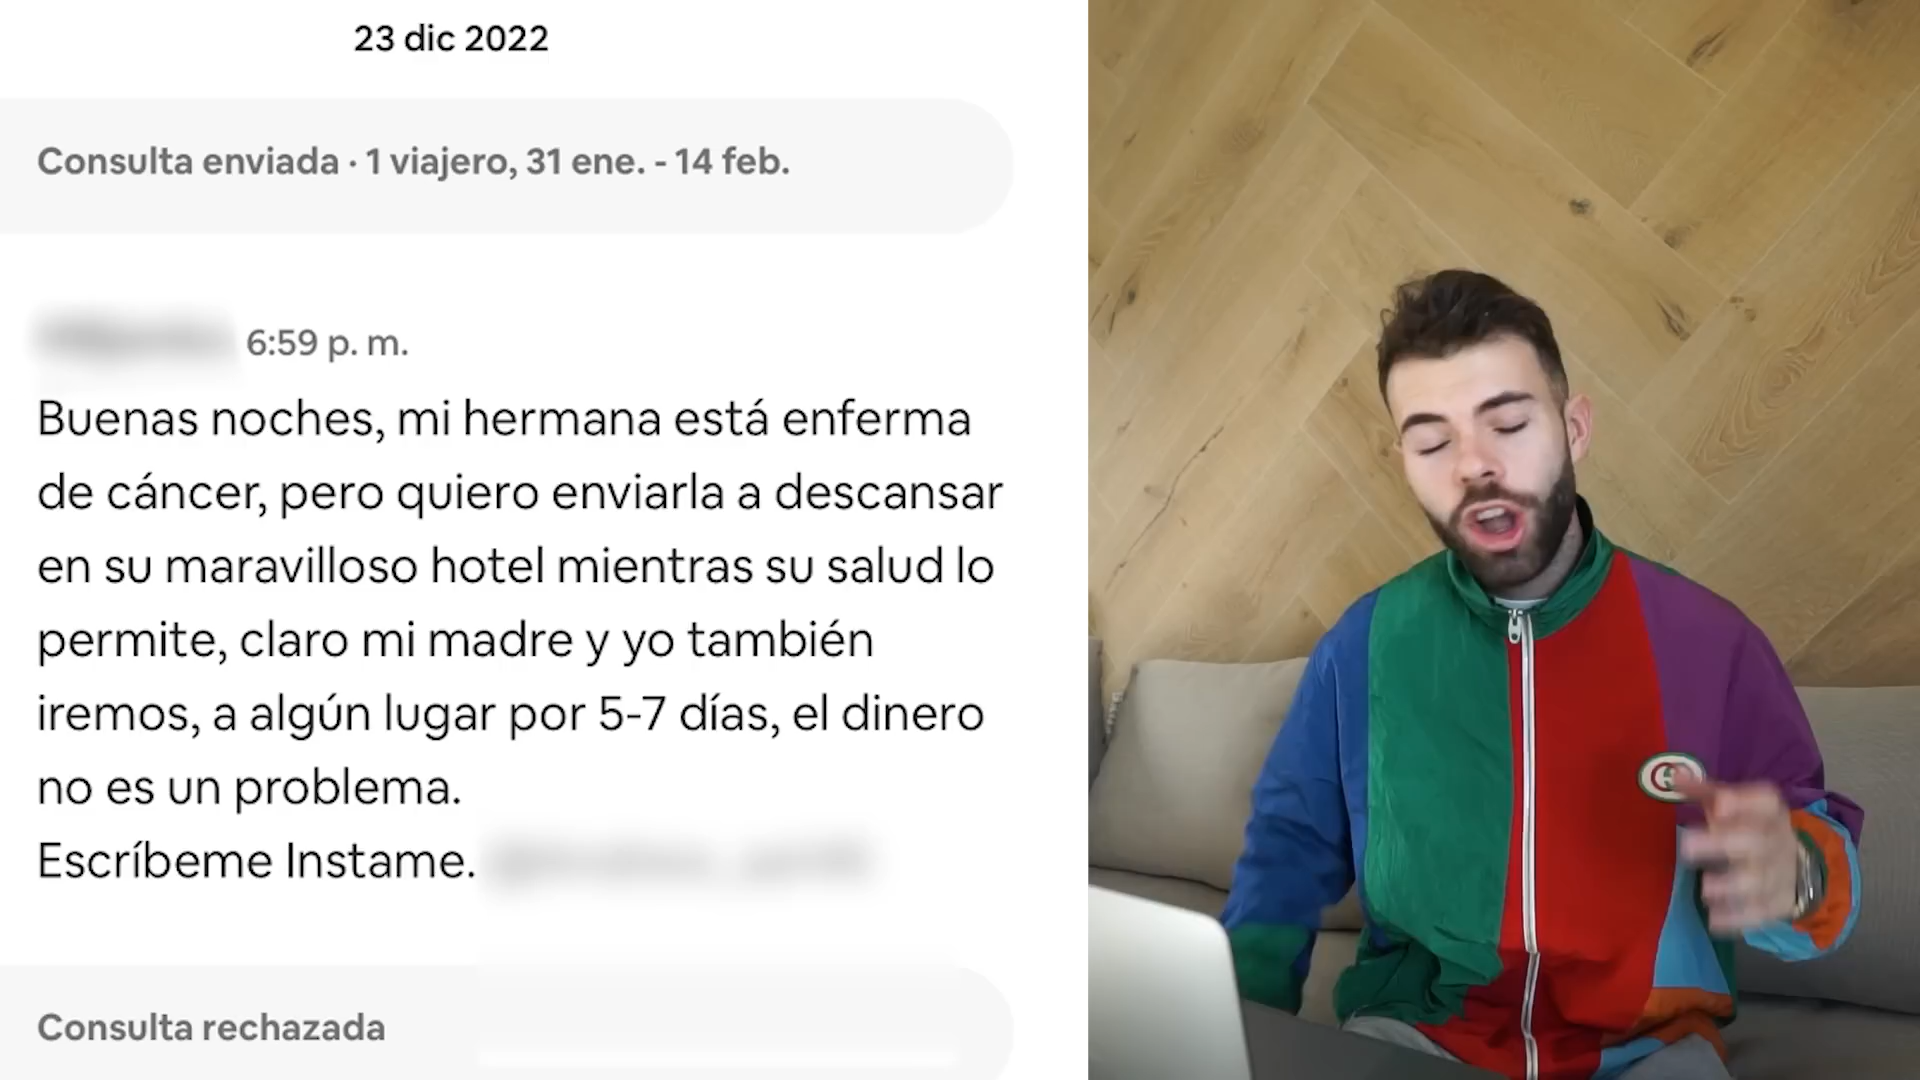 23 dic 2022
Consulta enviada · 1 viajero, 31 ene. - 14 feb.
6:59 p. m.
Buenas noches, mi hermana está enferma
de cáncer, pero quiero enviarla a descansar
en su maravilloso hotel mientras su salud lo
permite, claro mi madre y yo también
iremos, a algún lugar por 5-7 días, el dinero
no es un problema.
Escríbeme Instame.
Consulta rechazada